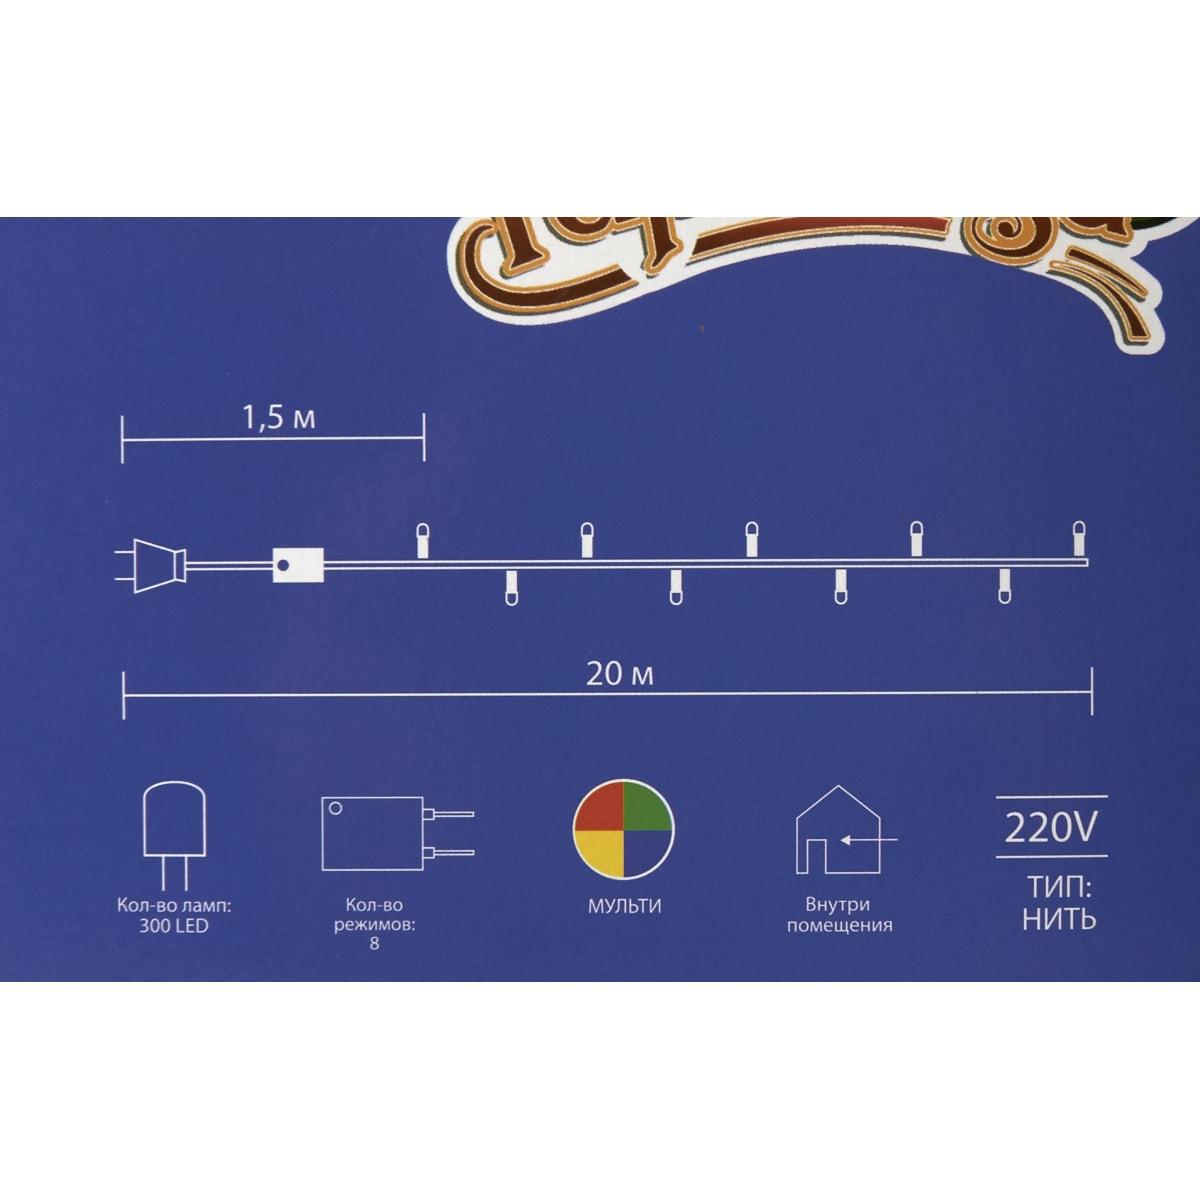 1,5 м
20 м
Кол-во ламп:
300 LED
Кол-во
режимов:
8
МУЛЬТИ
Внутри
помещения
220V
ТИП:
НИТЬ